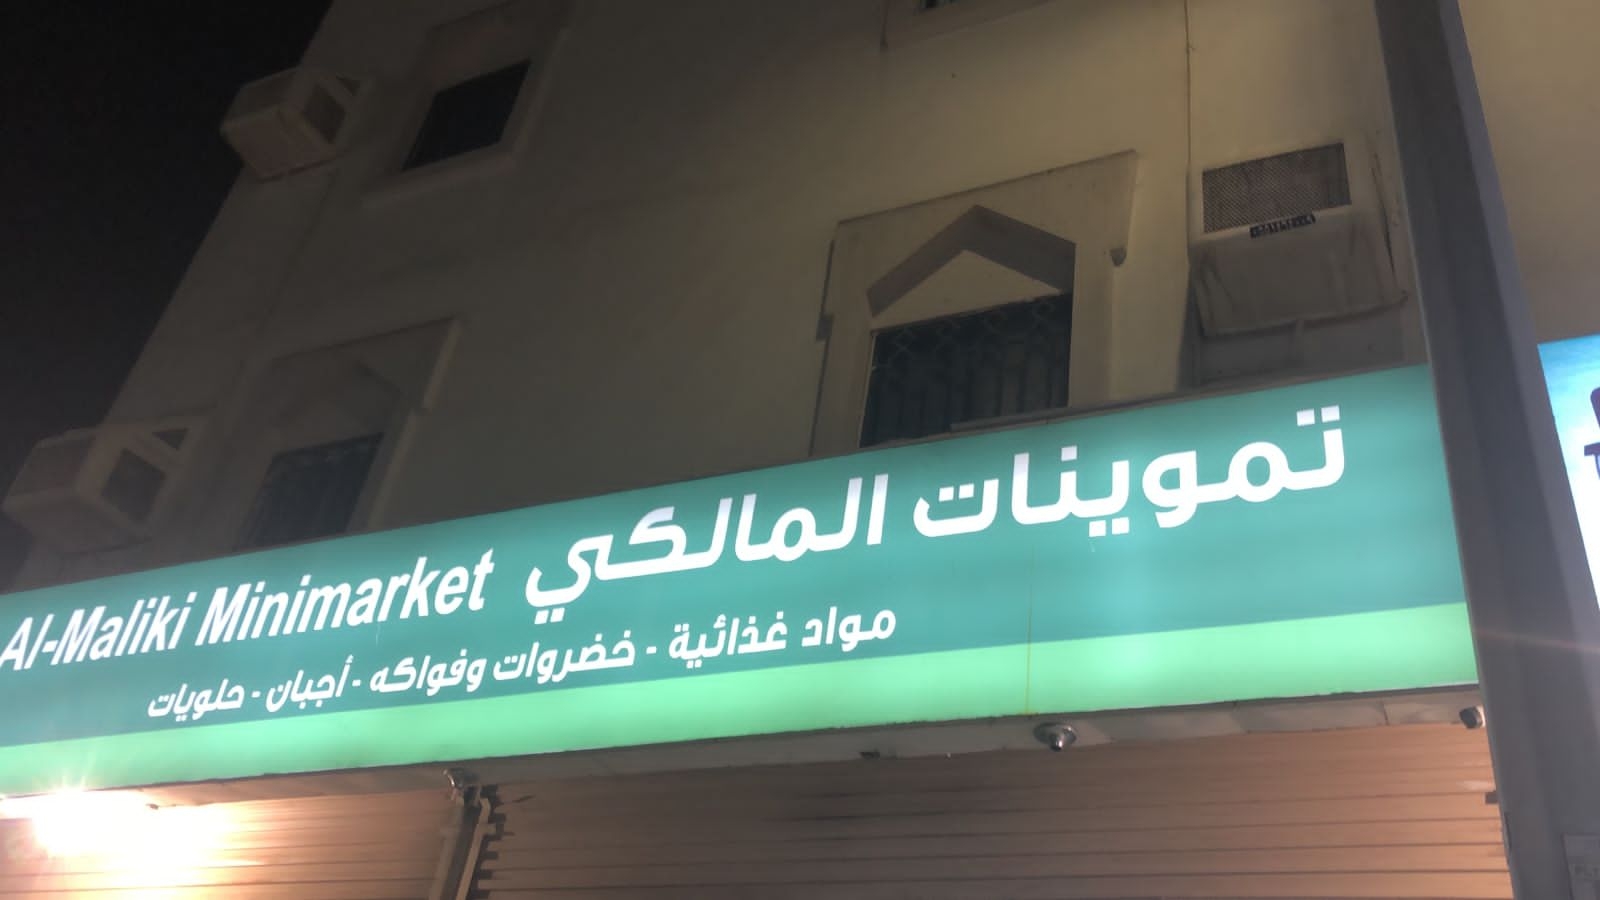 تموينات المالكي Al-Maliki Minimarket
مواد غذائية - خضروات وفواكه - أجبان - حلويات